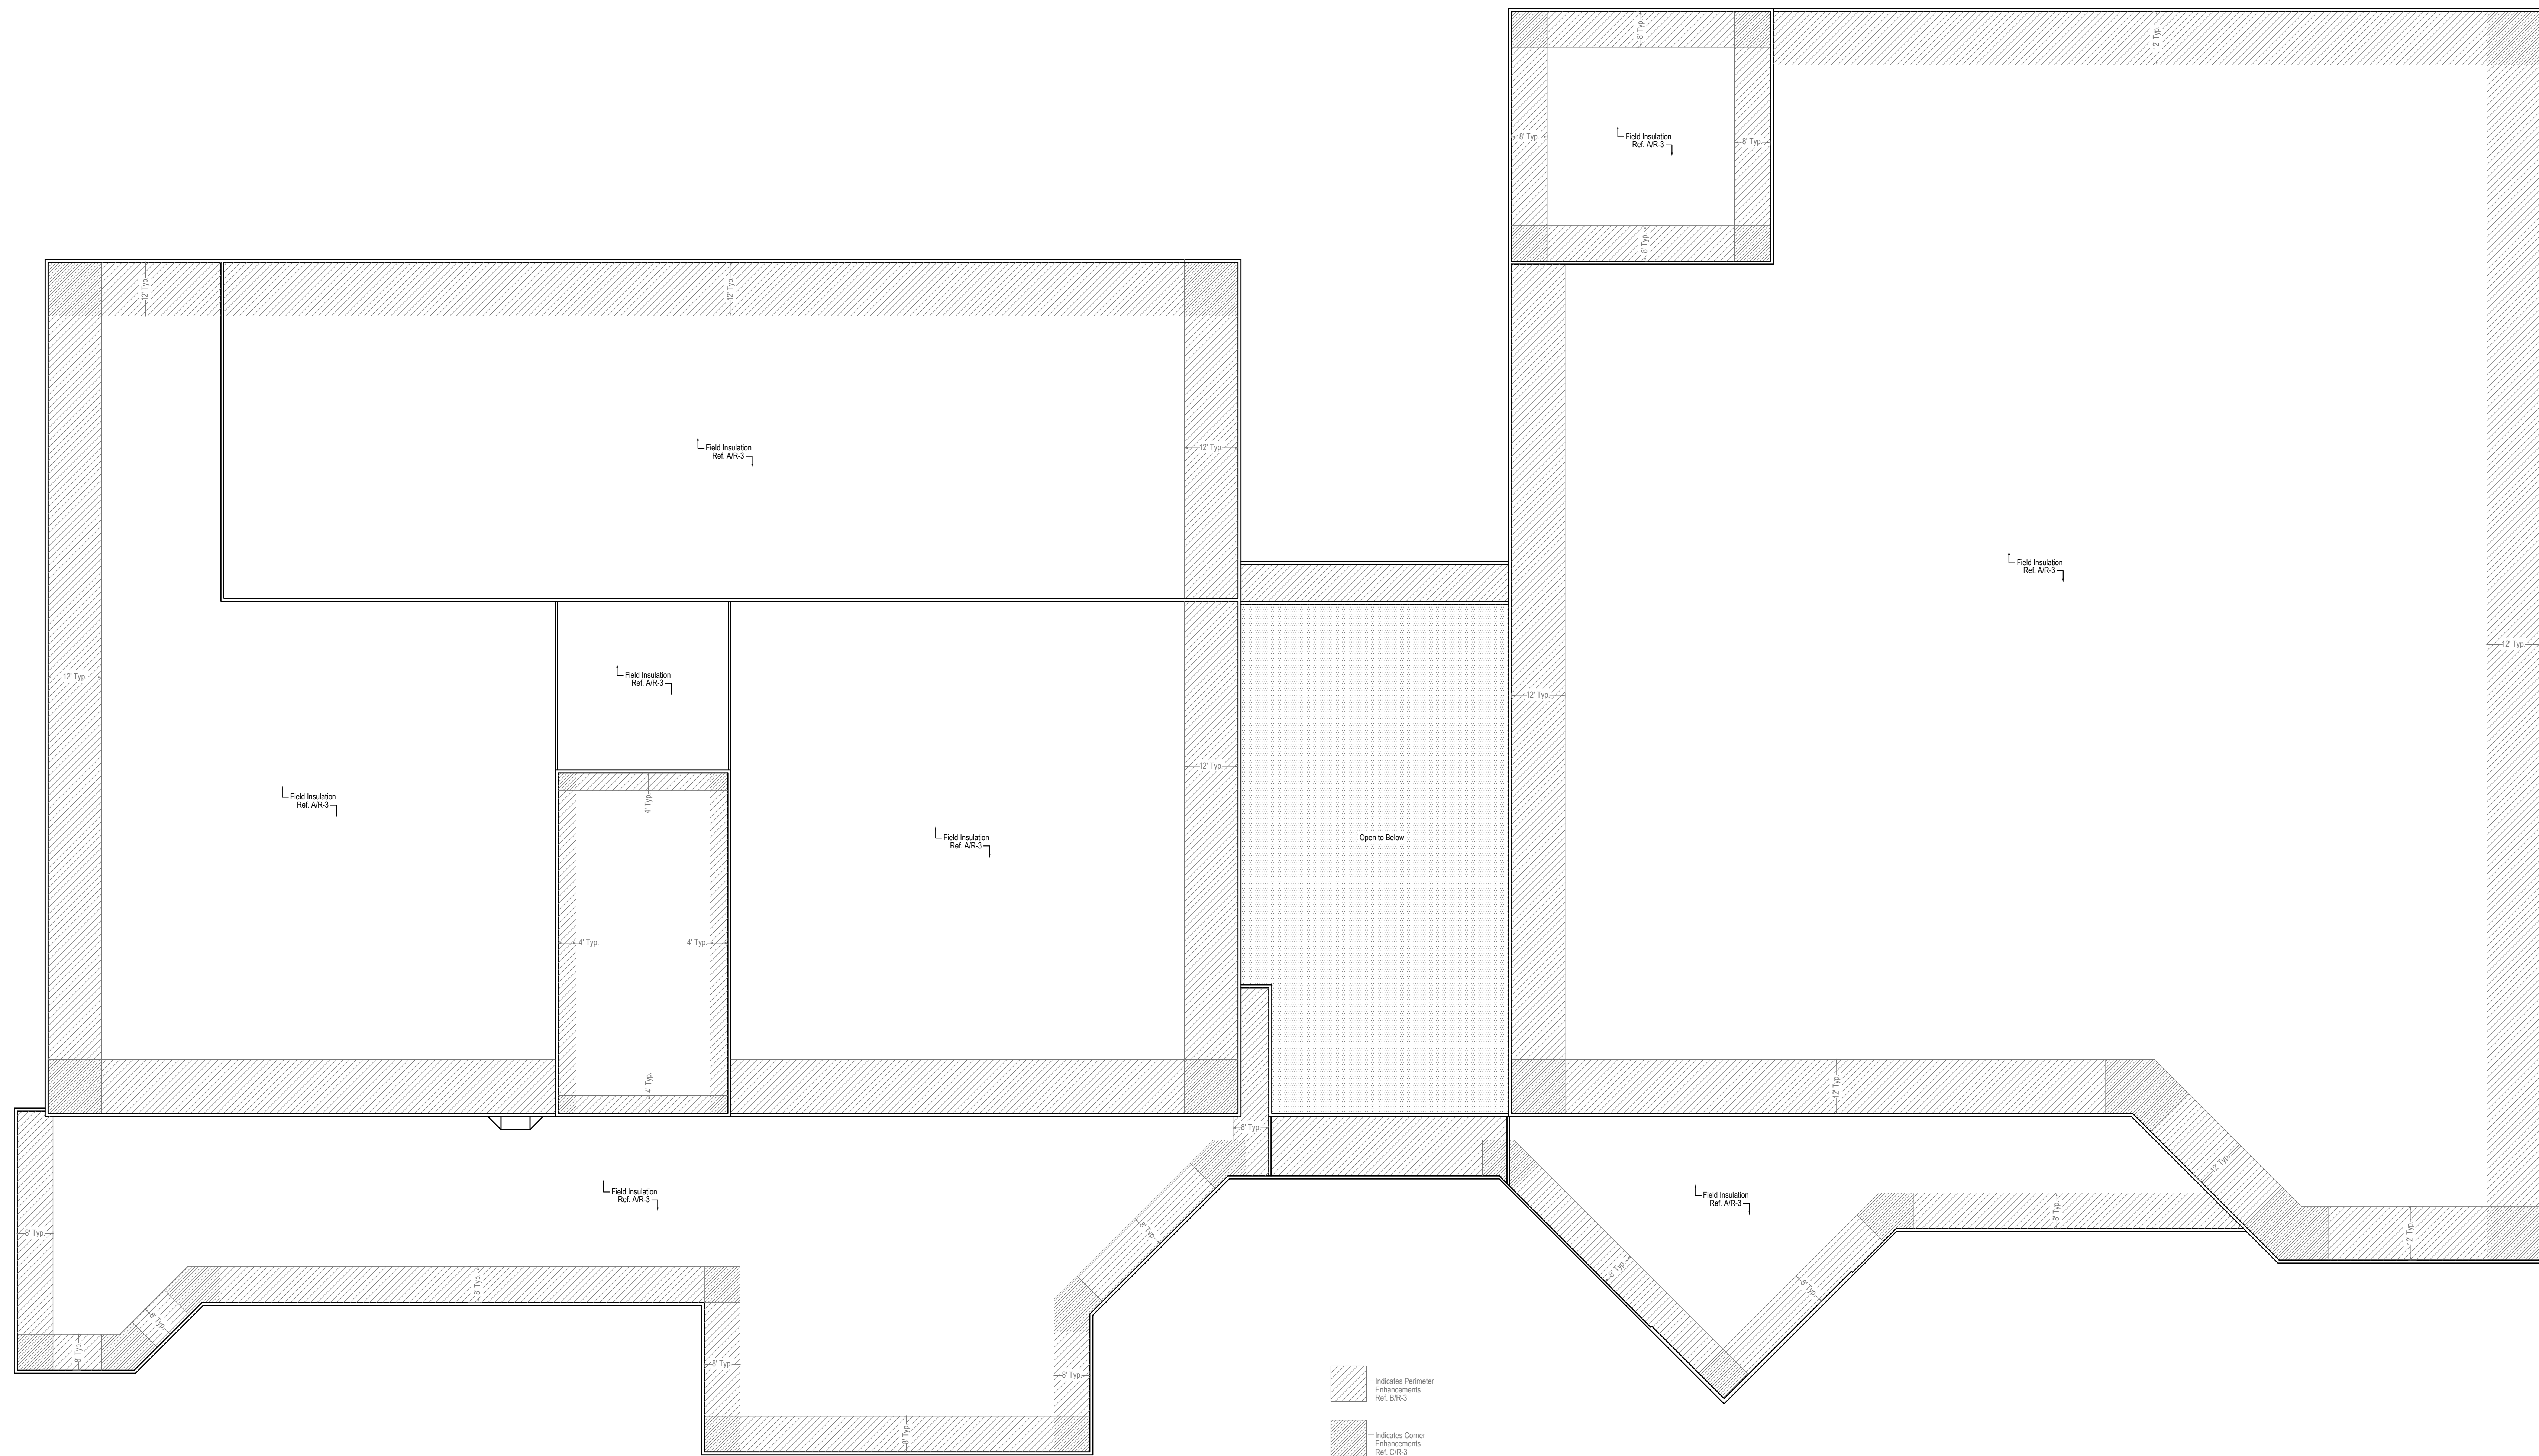 8' Typ.
12' Typ.
8' Typ.
Field Insulation
Ref. A/R-3
8' Typ.
8' Typ.
12' Typ.
12' Typ.
Field Insulation
Ref. A/R-3
12' Typ.
Field Insulation
Ref. A/R-3
12' Typ.
12' Typ.
Field Insulation
Ref. A/R-3
12' Typ.
12' Typ.
12' Typ.
Field Insulation
Ref. A/R-3
4' Typ.
Field Insulation
Ref. A/R-3
Open to Below
4' Typ.
4' Typ.
4' Typ.
12' Typ.
8' Typ.
12' Typ.
Field Insulation
Ref. A/R-3
Field Insulation
Ref. A/R-3
8' Typ.
8' Typ.
8' Typ.
12' Typ.
8' Typ.
8' Typ.
8' Typ.
8' Typ.
8' Typ.
8' Typ.
8' Typ.
8' Typ.
Indicates Perimeter
Enhancements
Ref. B/R-3
8' Typ.
Indicates Corner
Enhancements
Ref. C/R-3